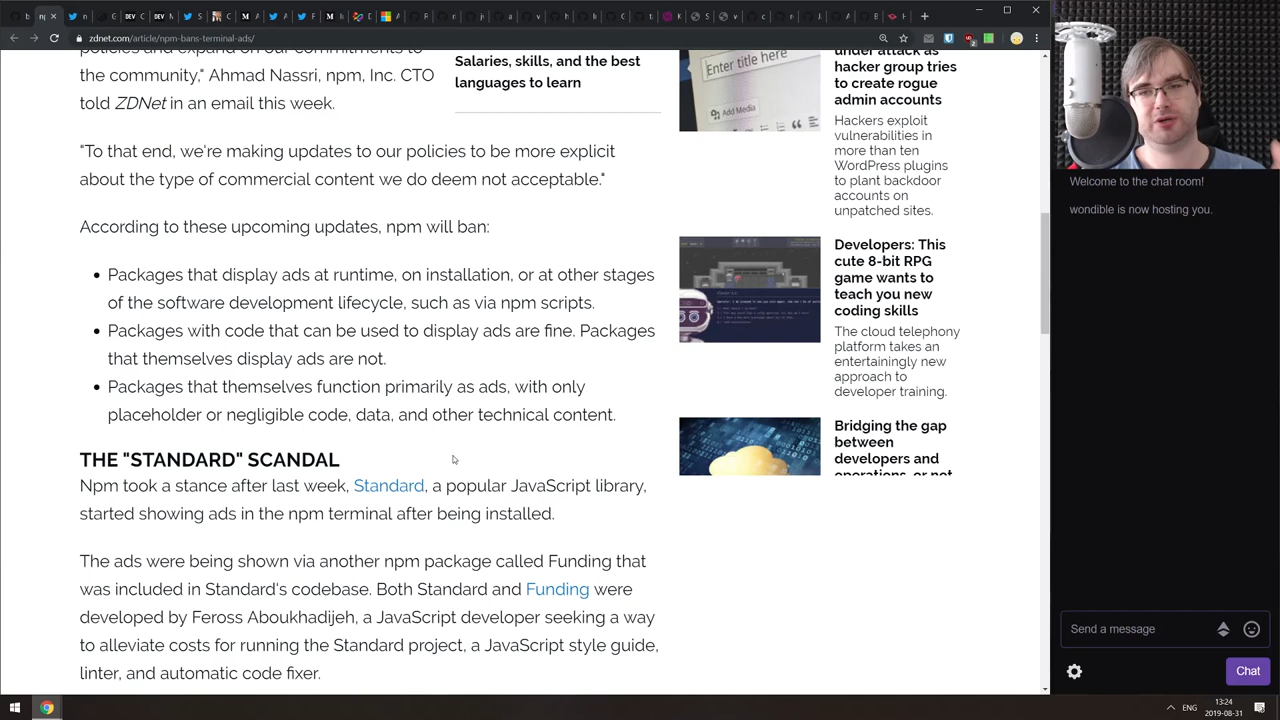 zdnet.com/article/npm-bans-terminal-ads/
policies and expand on our commitments to
the community," Ahmad Nassri, npm, Inc. CTO
told ZDNet in an email this week.
Salaries, skills, and the best
languages to learn
"To that end, we're making updates to our policies to be more explicit
about the type of commercial content we do deem not acceptable."
According to these upcoming updates, npm will ban:
• Packages that display ads at runtime, on installation, or at other stages
of the software development lifecycle, such as via npm scripts.
• Packages with code that can be used to display ads are fine. Packages
that themselves display ads are not.
• Packages that themselves function primarily as ads, with only
placeholder or negligible code, data, and other technical content.
THE "STANDARD" SCANDAL
Npm took a stance after last week, Standard, a popular JavaScript library,
started showing ads in the npm terminal after being installed.
The ads were being shown via another npm package called Funding that
was included in Standard's codebase. Both Standard and Funding were
developed by Feross Aboukhadijeh, a JavaScript developer seeking a way
to alleviate costs for running the Standard project, a JavaScript style guide,
linter, and automatic code fixer.
Enter title here
Add Media
under attack as
hacker group tries
to create rogue
admin accounts
Hackers exploit
vulnerabilities in
more than ten
WordPress plugins
to plant backdoor
accounts on
unpatched sites.
Developers: This
cute 8-bit RPG
game wants to
teach you new
coding skills
The cloud telephony
platform takes an
entertainingly new
approach to
developer training.
Bridging the gap
between
developers and
operations, or not
Welcome to the chat room!
wondible is now hosting you.
Send a message
Chat
ENG
13:24
2019-08-31